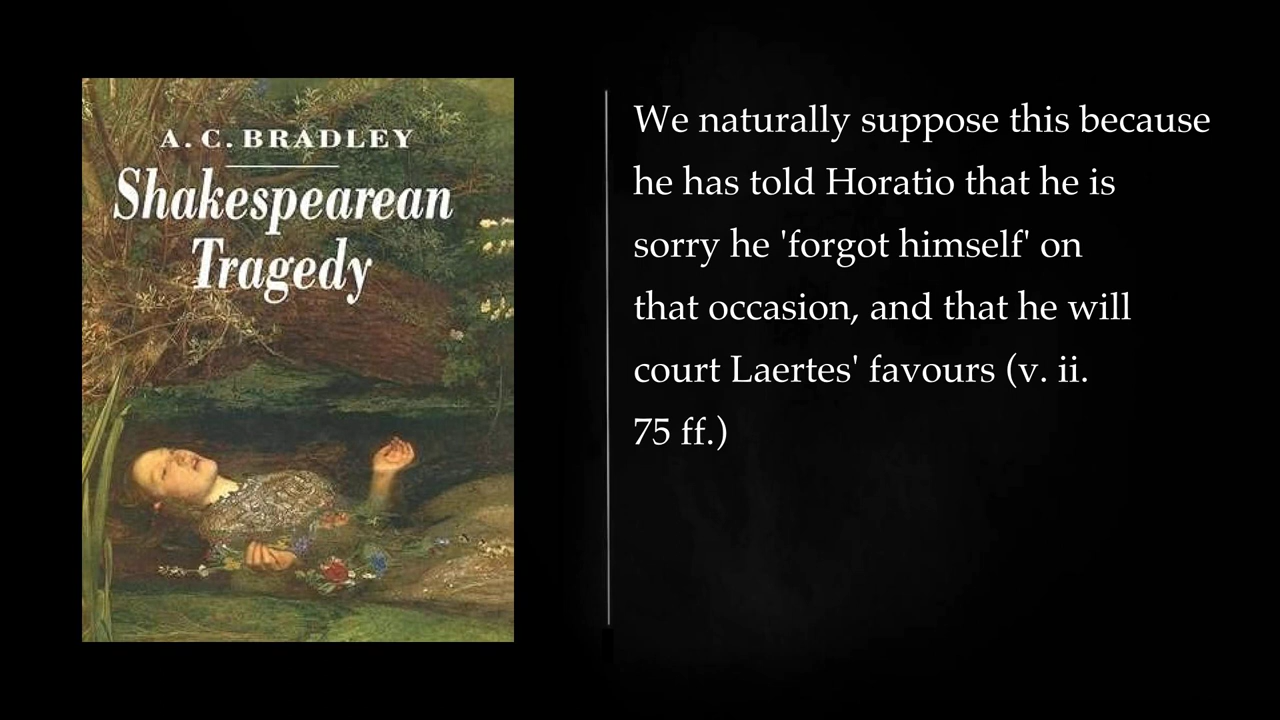 A. C. BRADLEY
Shakespearean
Tragedy
We naturally suppose this because
he has told Horatio that he is
sorry he 'forgot himself' on
that occasion, and that he will
court Laertes' favours (v. ii.
75 ff.)